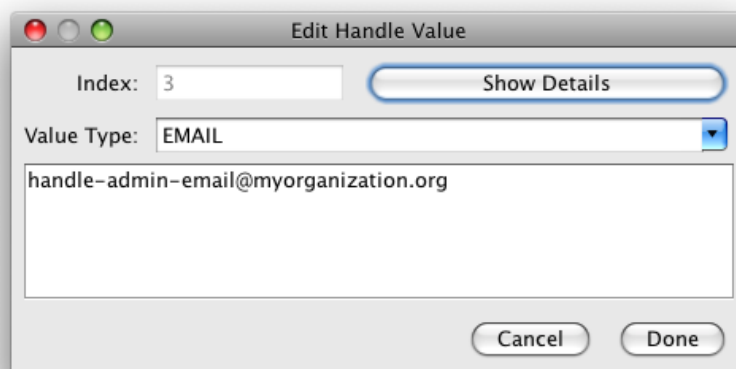 Edit Handle Value
Index: 3 Show Details
Value Type: EMAIL
handle-admin-email@myorganization.org
Cancel Done